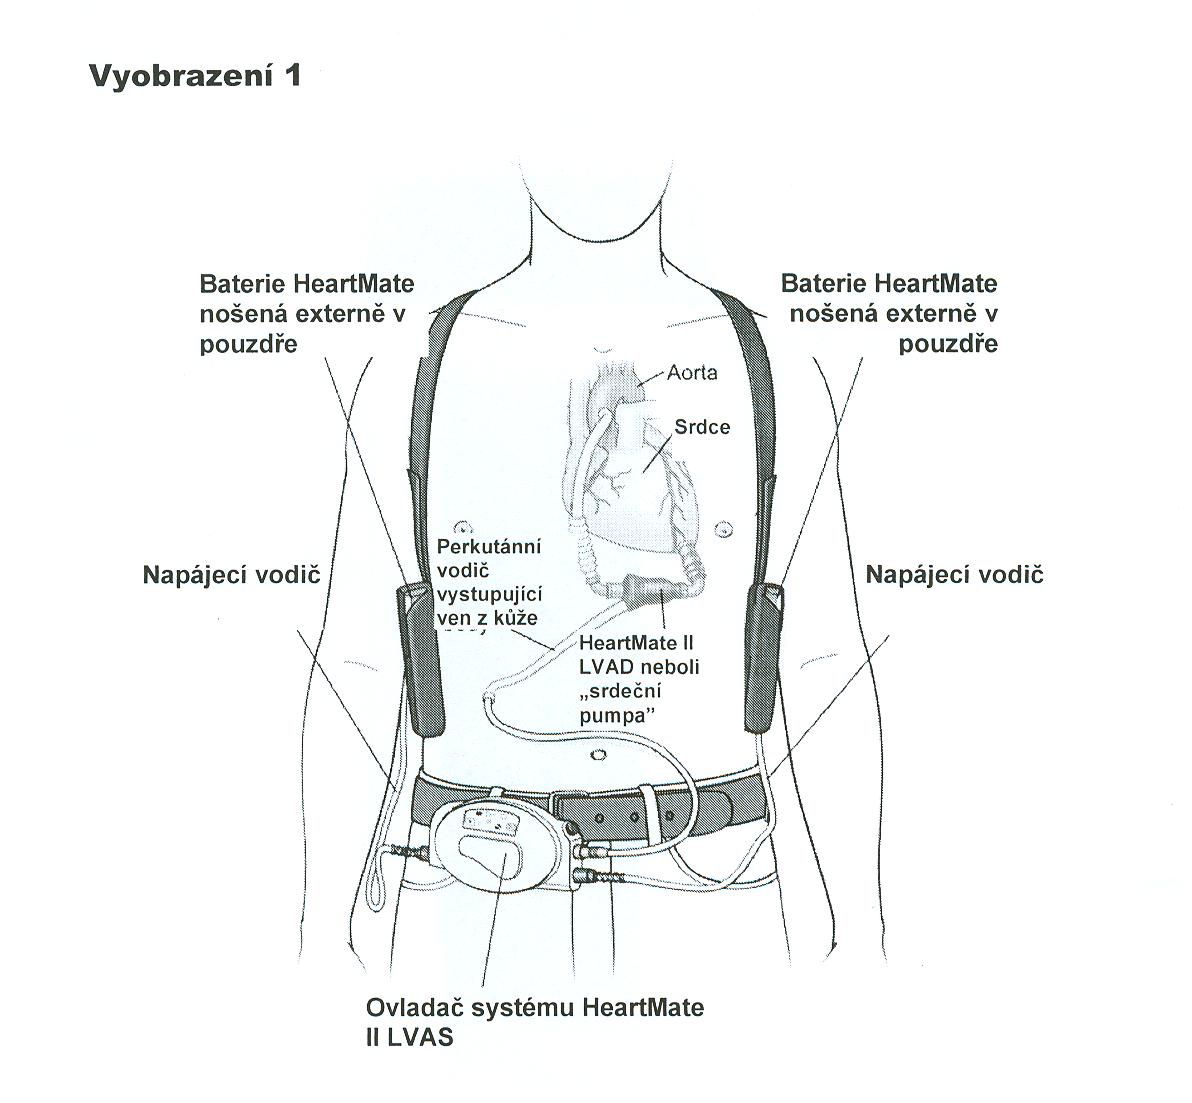 Vyobrazení 1
Baterie HeartMate
nošená externě v
pouzdře
Baterie HeartMate
nošená externě v
pouzdře
Aorta
Srdce
Perkutánní
vodič
vystupující
ven z kůže
Napájecí vodič
Napájecí vodič
HeartMate II
LVAD neboli
„srdeční
pumpa”
Ovladač systému HeartMate
II LVAS